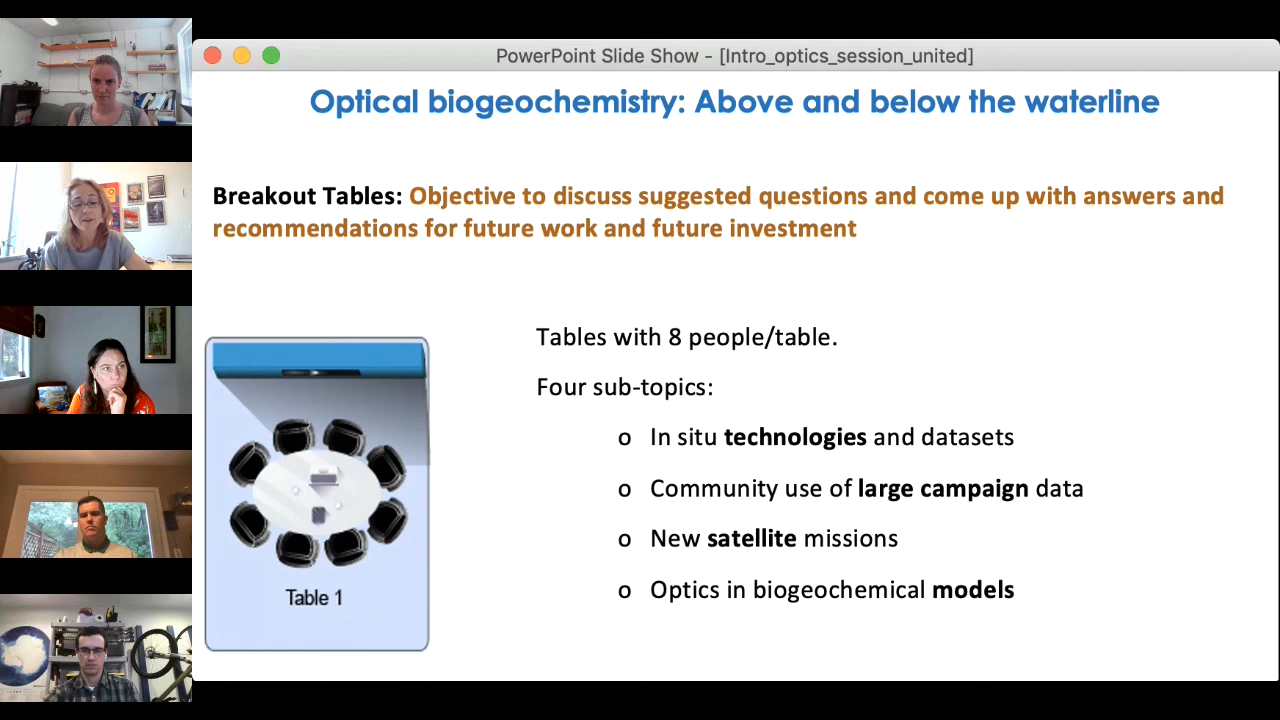 PowerPoint Slide Show - [Intro_optics_session_united]
Optical biogeochemistry: Above and below the waterline
Breakout Tables: Objective to discuss suggested questions and come up with answers and
recommendations for future work and future investment
Tables with 8 people/table.
Four sub-topics:
o In situ technologies and datasets
o Community use of large campaign data
o New satellite missions
o Optics in biogeochemical models
Table 1